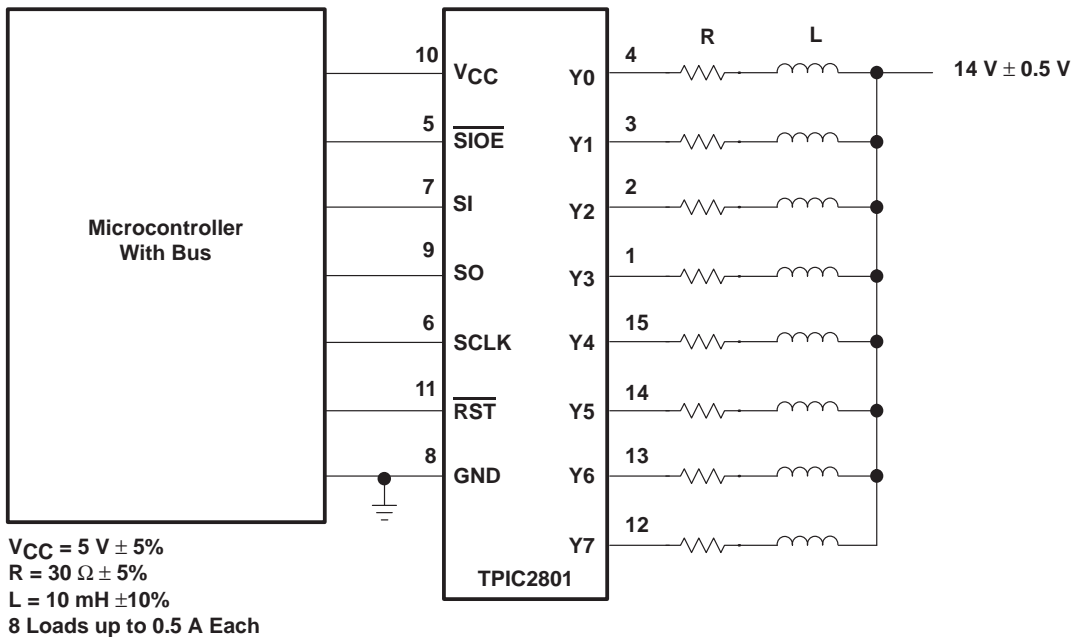 R L
10 VCC Y0 4 14 V ± 0.5 V
5 SIOE Y1 3
7 SI Y2 2
Microcontroller
With Bus
9 SO Y3 1
6 SCLK Y4 15
11 RST Y5 14
8 GND Y6 13
Y7 12
TPIC2801
VCC = 5 V ± 5%
R = 30 Ω ± 5%
L = 10 mH ±10%
8 Loads up to 0.5 A Each